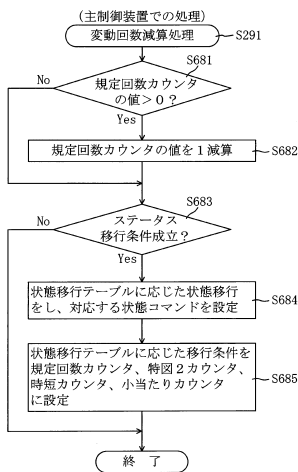 (主制御装置での処理)
変動回数減算処理
S291
S681
No
規定回数カウンタ
の値>0?
Yes
規定回数カウンタの値を1減算
S682
S683
No
ステータス
移行条件成立?
Yes
状態移行テーブルに応じた状態移行
をし、対応する状態コマンドを設定
S684
状態移行テーブルに応じた移行条件を
規定回数カウンタ、特図2カウンタ、
時短カウンタ、小当たりカウンタ
に設定
S685
終 了